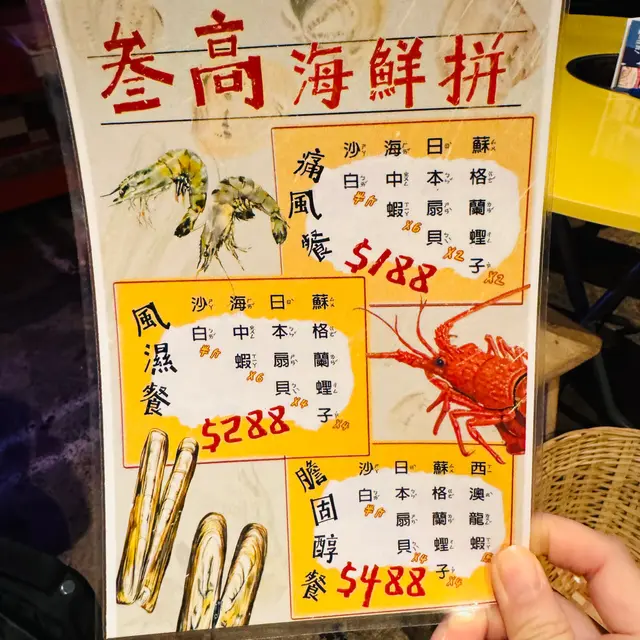 叁高海鮮拼
痛風餐
沙白 半斤
海中蝦 x6
日本扇貝 x2
蘇格蘭蟶子 x2
$188
風濕餐
沙白 半斤
海中蝦 x6
日本扇貝 x4
蘇格蘭蟶子 x4
$288
膽固醇餐
沙白 半斤
日本扇貝 x4
蘇格蘭蟶子 x4
西澳龍蝦
$488